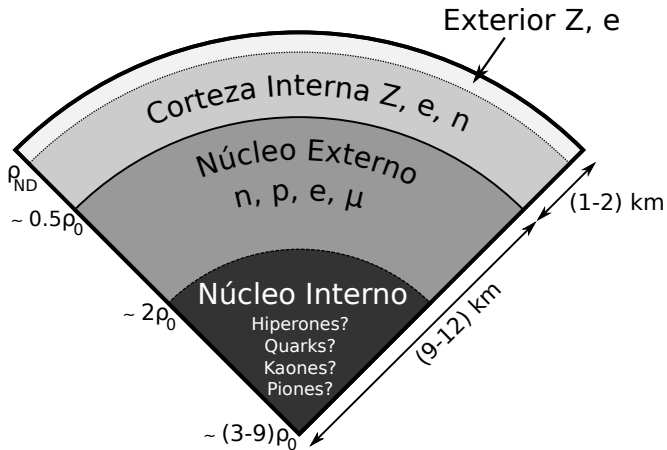 Exterior Z, e
Corteza Interna Z, e, n
Núcleo Externo
n, p, e, μ
ρND
~ 0.5ρ0
(1-2) km
~ 2ρ0
Núcleo Interno
Hiperones?
Quarks?
Kaones?
Piones?
(9-12) km
~ (3-9)ρ0